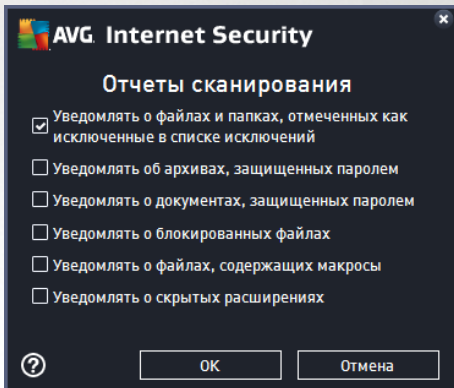 AVG Internet Security
Отчеты сканирования
Уведомлять о файлах и папках, отмеченных как
исключенные в списке исключений
Уведомлять об архивах, защищенных паролем
Уведомлять о документах, защищенных паролем
Уведомлять о блокированных файлах
Уведомлять о файлах, содержащих макросы
Уведомлять о скрытых расширениях
? ОК Отмена